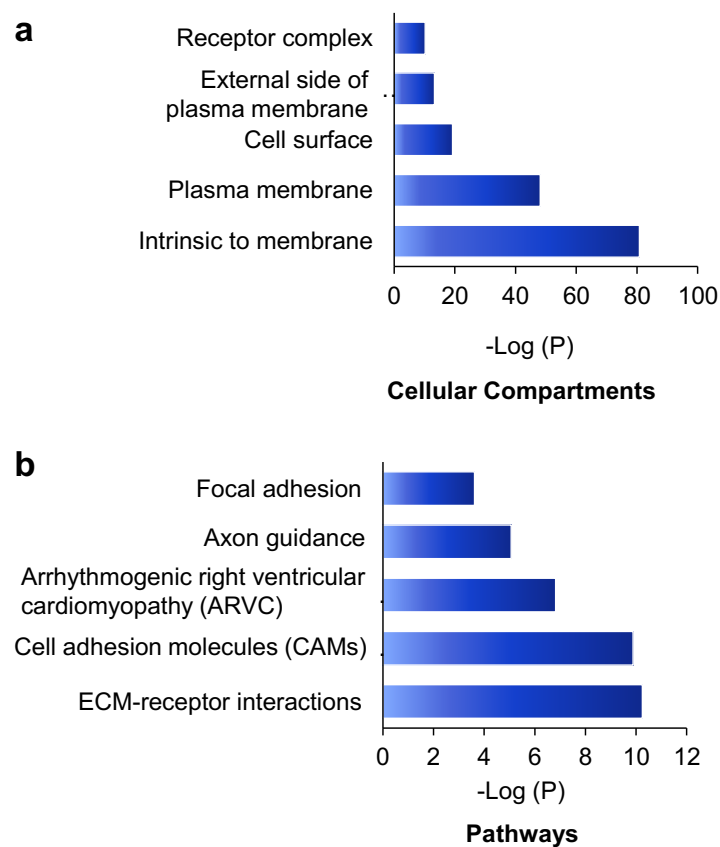 a
Receptor complex
External side of
plasma membrane
Cell surface
Plasma membrane
Intrinsic to membrane
0 20 40 60 80 100
-Log (P)
Cellular Compartments
b
Focal adhesion
Axon guidance
Arrhythmogenic right ventricular
cardiomyopathy (ARVC)
Cell adhesion molecules (CAMs)
ECM-receptor interactions
0 2 4 6 8 10 12
-Log (P)
Pathways